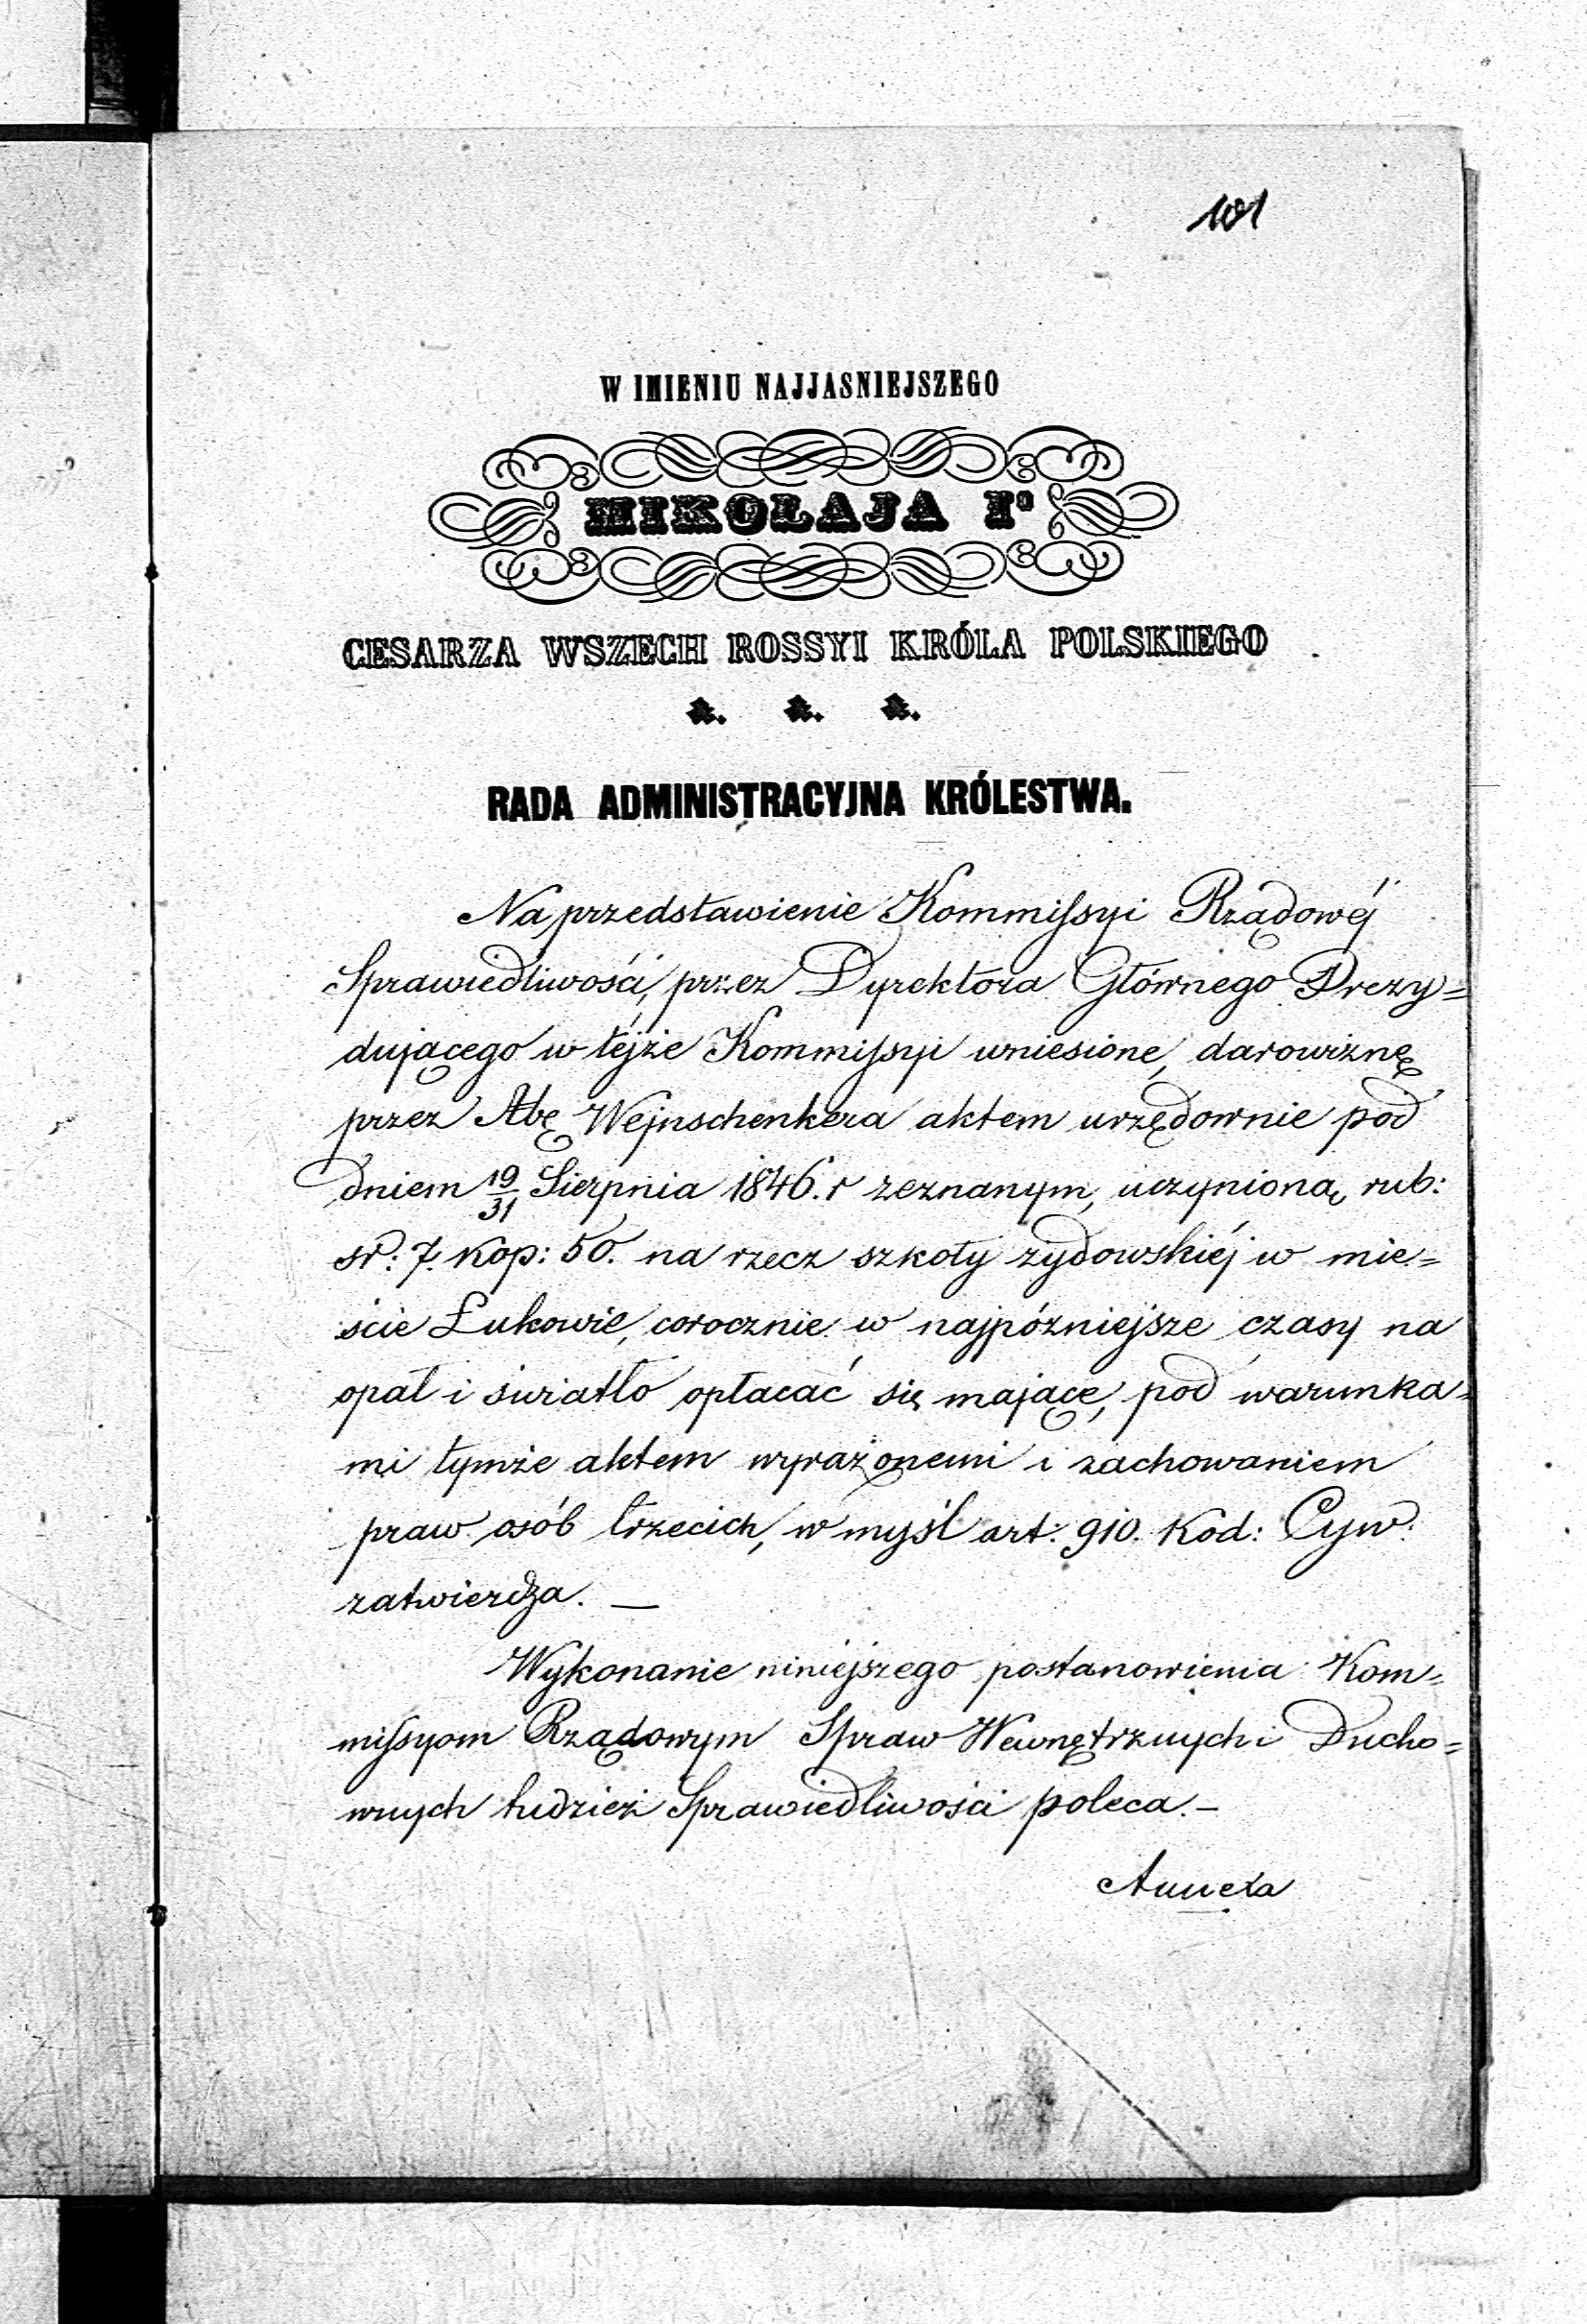 101
W IMIENIU NAJJASNIEJSZEGO
MIKOŁAJA Iº
CESARZA WSZECH ROSSYI KRÓLA POLSKIEGO
&. &. &.
RADA ADMINISTRACYJNA KRÓLESTWA.
Na przedstawienie Kommissyi Rządowéj
Sprawiedliwości, przez Dyrektora Głównego Prezy=
dującego w téjże Kommissyi wniesione, darowiznę
przez Abę Wejnschenkera aktem urzędownie pod
dniem 19/31 Sierpnia 1846. r zeznanym, uczynioną, rub:
sr: 7. kop: 50. na rzecz szkoły żydowskiéj w mie=
ście Łukowie, corocznie w najpóźniejsze czasy na
opał i światło opłacać się mające, pod warunka=
mi tymże aktem wyrażonemi i zachowaniem
praw osób trzecich, w myśl art: 910. Kod: Cyw:
zatwierdza. —
Wykonanie niniejszego postanowienia Kom=
missyom Rządowym Spraw Wewnętrznych i Ducho=
wnych tudzież Sprawiedliwości poleca. –